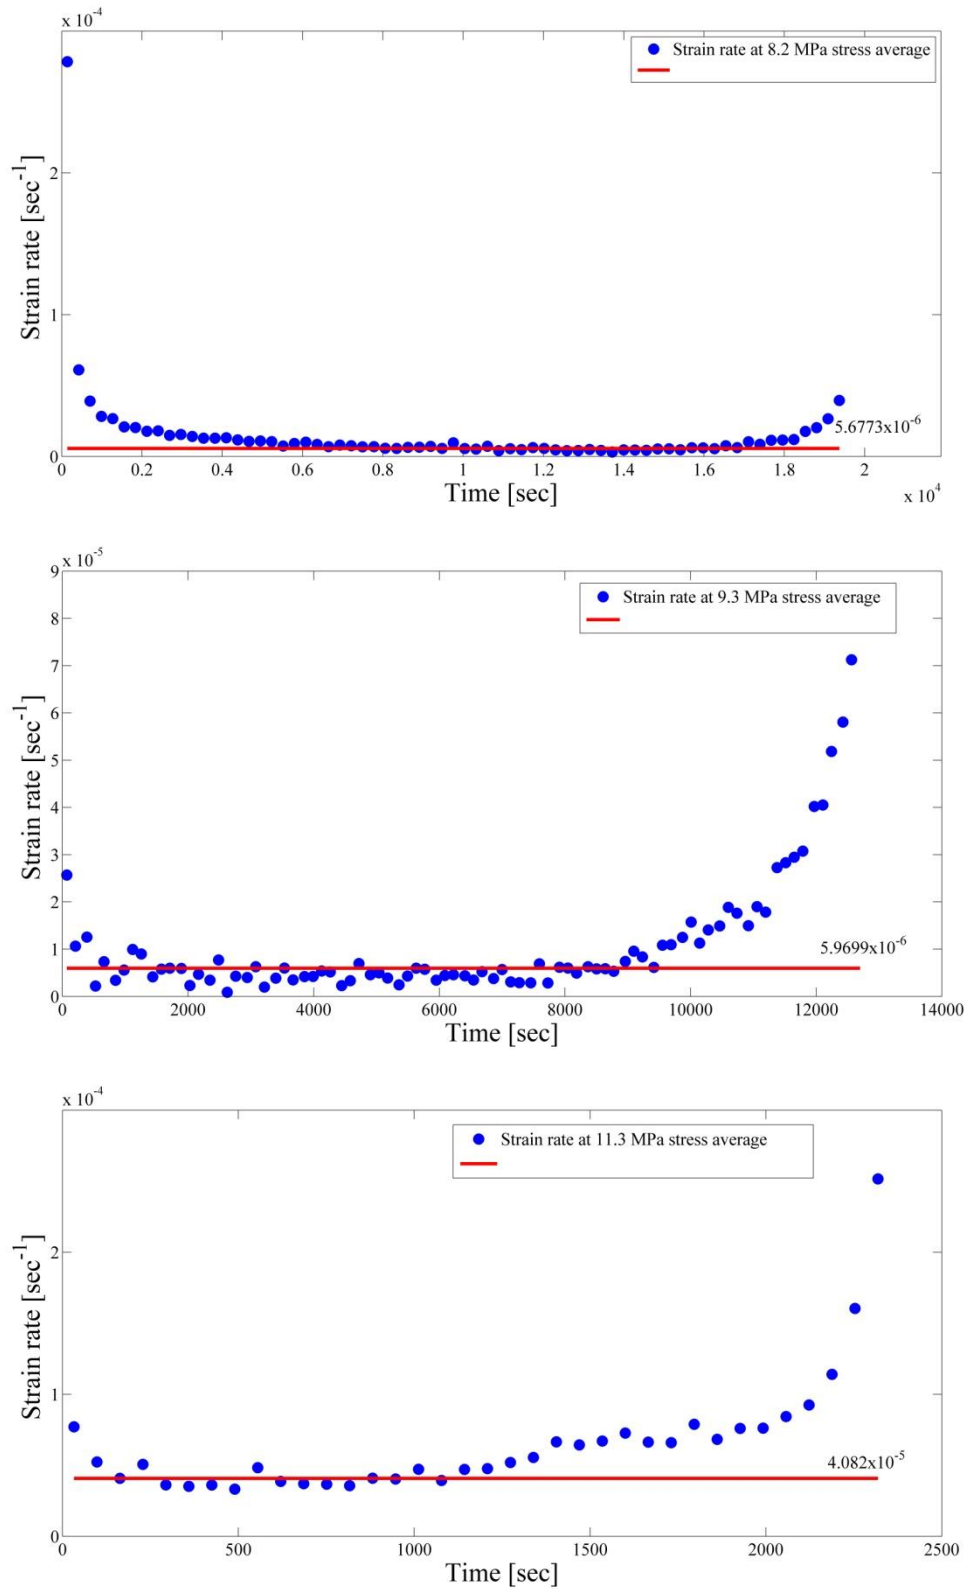 x 10-4
Strain rate at 8.2 MPa stress average
2
1
0
Strain rate [sec-1]
5.6773x10-6
0 0.2 0.4 0.6 0.8 10 1.2 1.4 1.6 1.8 2
Time [sec]
x 104
x 10-5
9
8
7
6
5
4
3
2
1
0
Strain rate at 9.3 MPa stress average
Strain rate [sec-1]
5.9699x10-6
0 2000 4000 6000 8000 10000 12000 14000
Time [sec]
x 10-4
Strain rate at 11.3 MPa stress average
2
1
0
Strain rate [sec-1]
4.082x10-5
0 500 1000 1500 2000 2500
Time [sec]